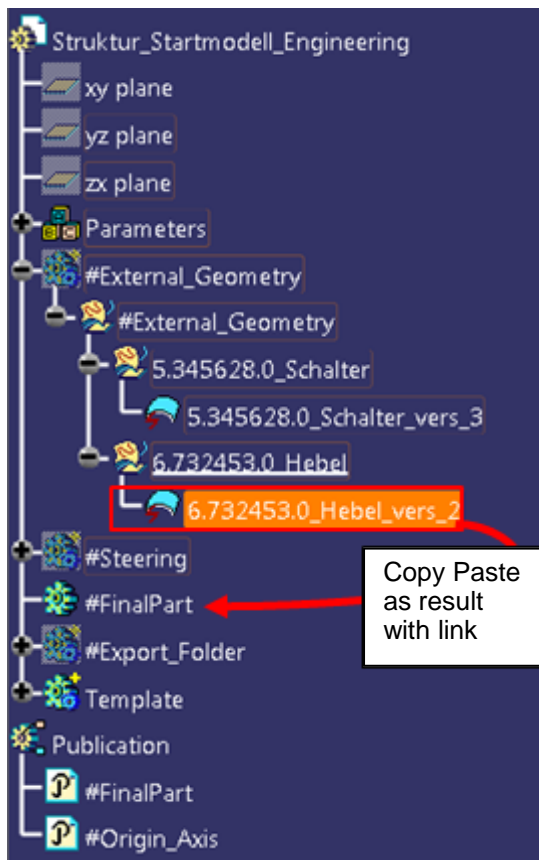 Struktur_Startmodell_Engineering
xy plane
yz plane
zx plane
Parameters
#External_Geometry
#External_Geometry
5.345628.0_Schalter
5.345628.0_Schalter_vers_3
6.732453.0_Hebel
6.732453.0_Hebel_vers_2
#Steering
Copy Paste
as result
with link
#FinalPart
#Export_Folder
Template
Publication
#FinalPart
#Origin_Axis